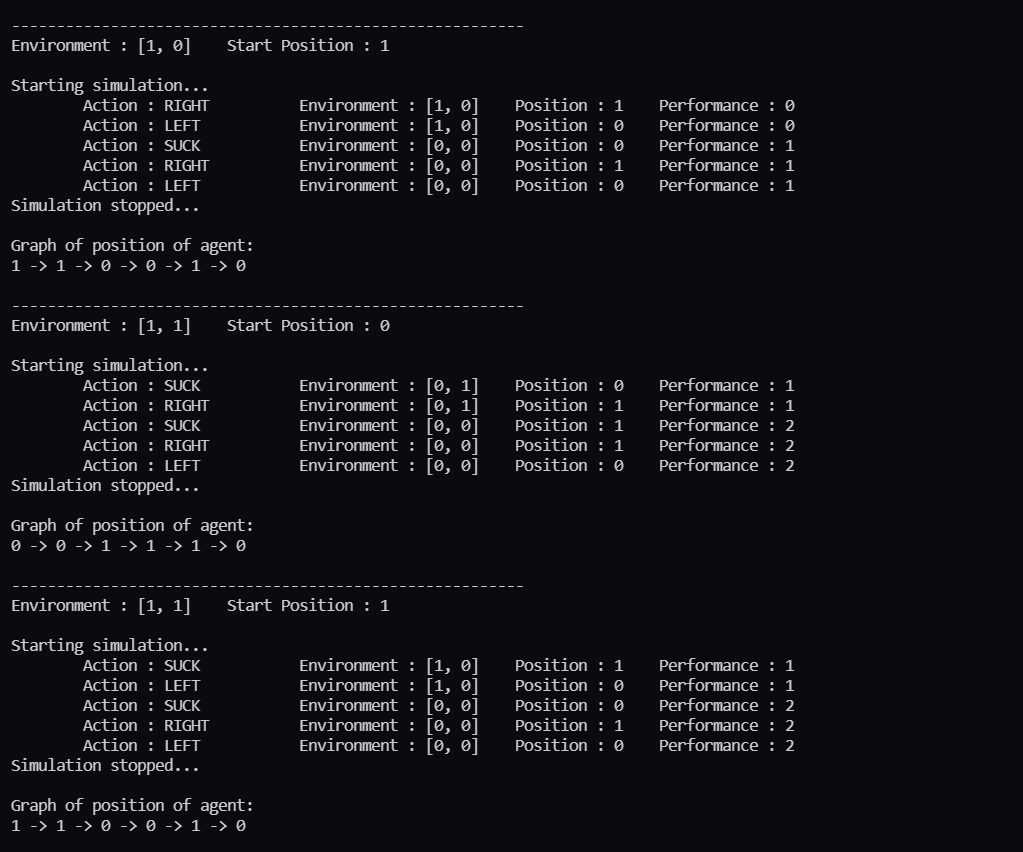 ---------------------------------------------------------
Environment : [1, 0]    Start Position : 1

Starting simulation...
        Action : RIGHT          Environment : [1, 0]    Position : 1    Performance : 0
        Action : LEFT           Environment : [1, 0]    Position : 0    Performance : 0
        Action : SUCK           Environment : [0, 0]    Position : 0    Performance : 1
        Action : RIGHT          Environment : [0, 0]    Position : 1    Performance : 1
        Action : LEFT           Environment : [0, 0]    Position : 0    Performance : 1
Simulation stopped...

Graph of position of agent:
1 -> 1 -> 0 -> 0 -> 1 -> 0

---------------------------------------------------------
Environment : [1, 1]    Start Position : 0

Starting simulation...
        Action : SUCK           Environment : [0, 1]    Position : 0    Performance : 1
        Action : RIGHT          Environment : [0, 1]    Position : 1    Performance : 1
        Action : SUCK           Environment : [0, 0]    Position : 1    Performance : 2
        Action : RIGHT          Environment : [0, 0]    Position : 1    Performance : 2
        Action : LEFT           Environment : [0, 0]    Position : 0    Performance : 2
Simulation stopped...

Graph of position of agent:
0 -> 0 -> 1 -> 1 -> 1 -> 0

---------------------------------------------------------
Environment : [1, 1]    Start Position : 1

Starting simulation...
        Action : SUCK           Environment : [1, 0]    Position : 1    Performance : 1
        Action : LEFT           Environment : [1, 0]    Position : 0    Performance : 1
        Action : SUCK           Environment : [0, 0]    Position : 0    Performance : 2
        Action : RIGHT          Environment : [0, 0]    Position : 1    Performance : 2
        Action : LEFT           Environment : [0, 0]    Position : 0    Performance : 2
Simulation stopped...

Graph of position of agent:
1 -> 1 -> 0 -> 0 -> 1 -> 0